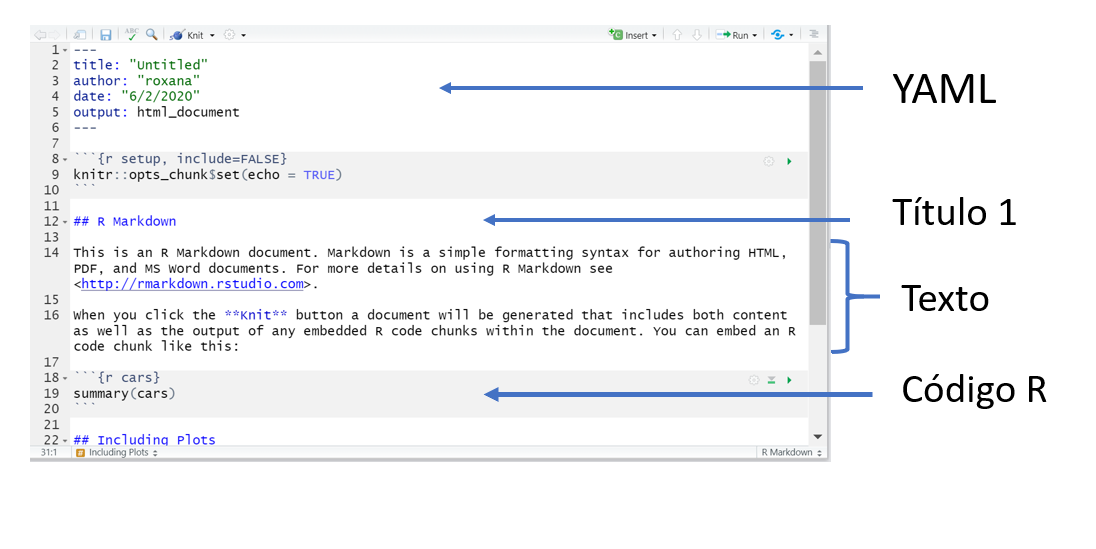 ABC Knit Insert Run
1 ---
2 title: "Untitled"
3 author: "roxana"
4 date: "6/2/2020"
5 output: html_document
6 ---
7
8 ```{r setup, include=FALSE}
9 knitr::opts_chunk$set(echo = TRUE)
10 ```
11
12 ## R Markdown
13
14 This is an R Markdown document. Markdown is a simple formatting syntax for authoring HTML,
PDF, and MS Word documents. For more details on using R Markdown see
<http://rmarkdown.rstudio.com>.
15
16 When you click the **Knit** button a document will be generated that includes both content
as well as the output of any embedded R code chunks within the document. You can embed an R
code chunk like this:
17
18 ```{r cars}
19 summary(cars)
20 ```
21
22 ## Including Plots
31:1 Including Plots R Markdown
YAML
Título 1
Texto
Código R